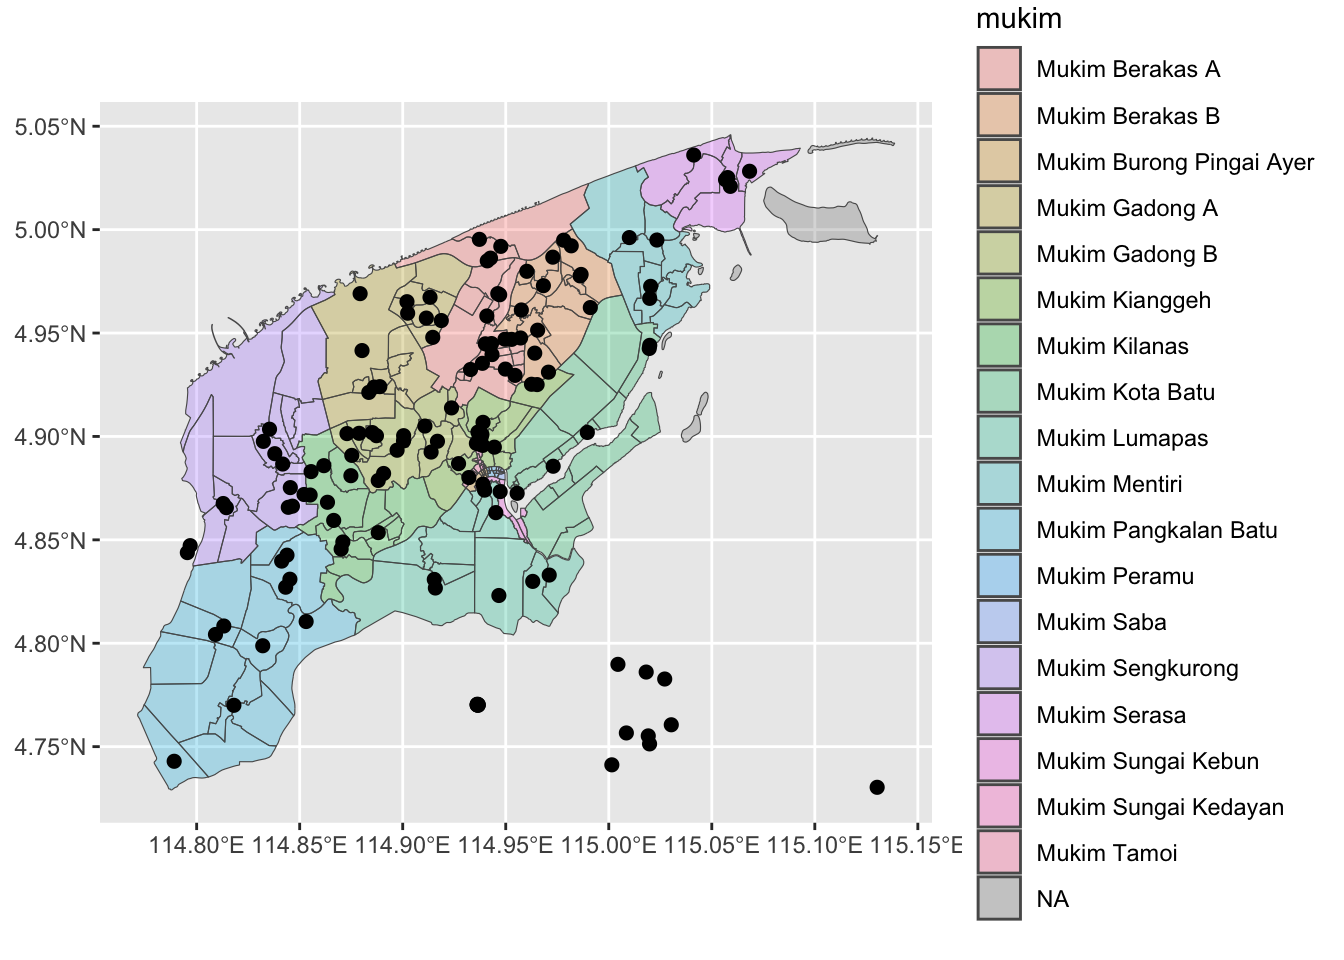 mukim
Mukim Berakas A
Mukim Berakas B
Mukim Burong Pingai Ayer
Mukim Gadong A
Mukim Gadong B
Mukim Kianggeh
Mukim Kilanas
Mukim Kota Batu
Mukim Lumapas
Mukim Mentiri
Mukim Pangkalan Batu
Mukim Peramu
Mukim Saba
Mukim Sengkurong
Mukim Serasa
Mukim Sungai Kebun
Mukim Sungai Kedayan
Mukim Tamoi
NA
5.05°N
5.00°N
4.95°N
4.90°N
4.85°N
4.80°N
4.75°N
114.80°E 114.85°E 114.90°E 114.95°E 115.00°E 115.05°E 115.10°E 115.15°E